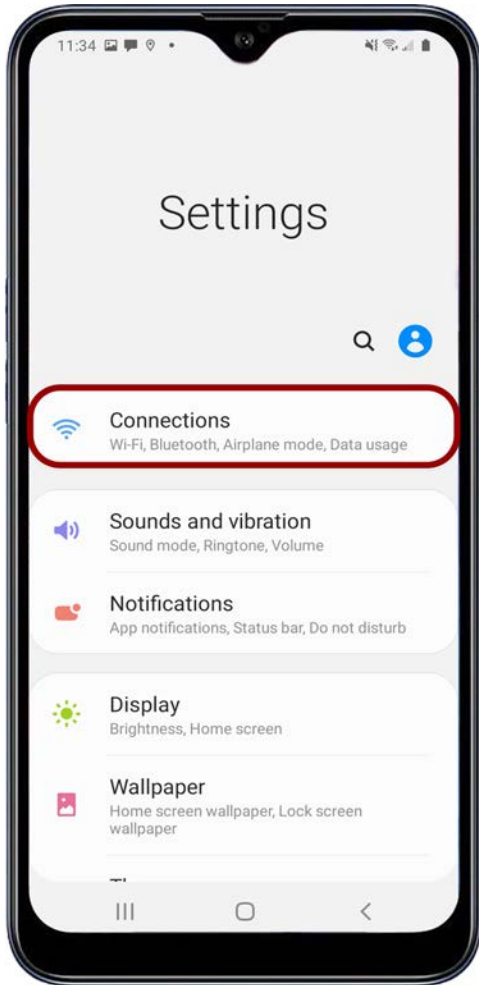 11:34
Settings
Connections
Wi-Fi, Bluetooth, Airplane mode, Data usage
Sounds and vibration
Sound mode, Ringtone, Volume
Notifications
App notifications, Status bar, Do not disturb
Display
Brightness, Home screen
Wallpaper
Home screen wallpaper, Lock screen
wallpaper